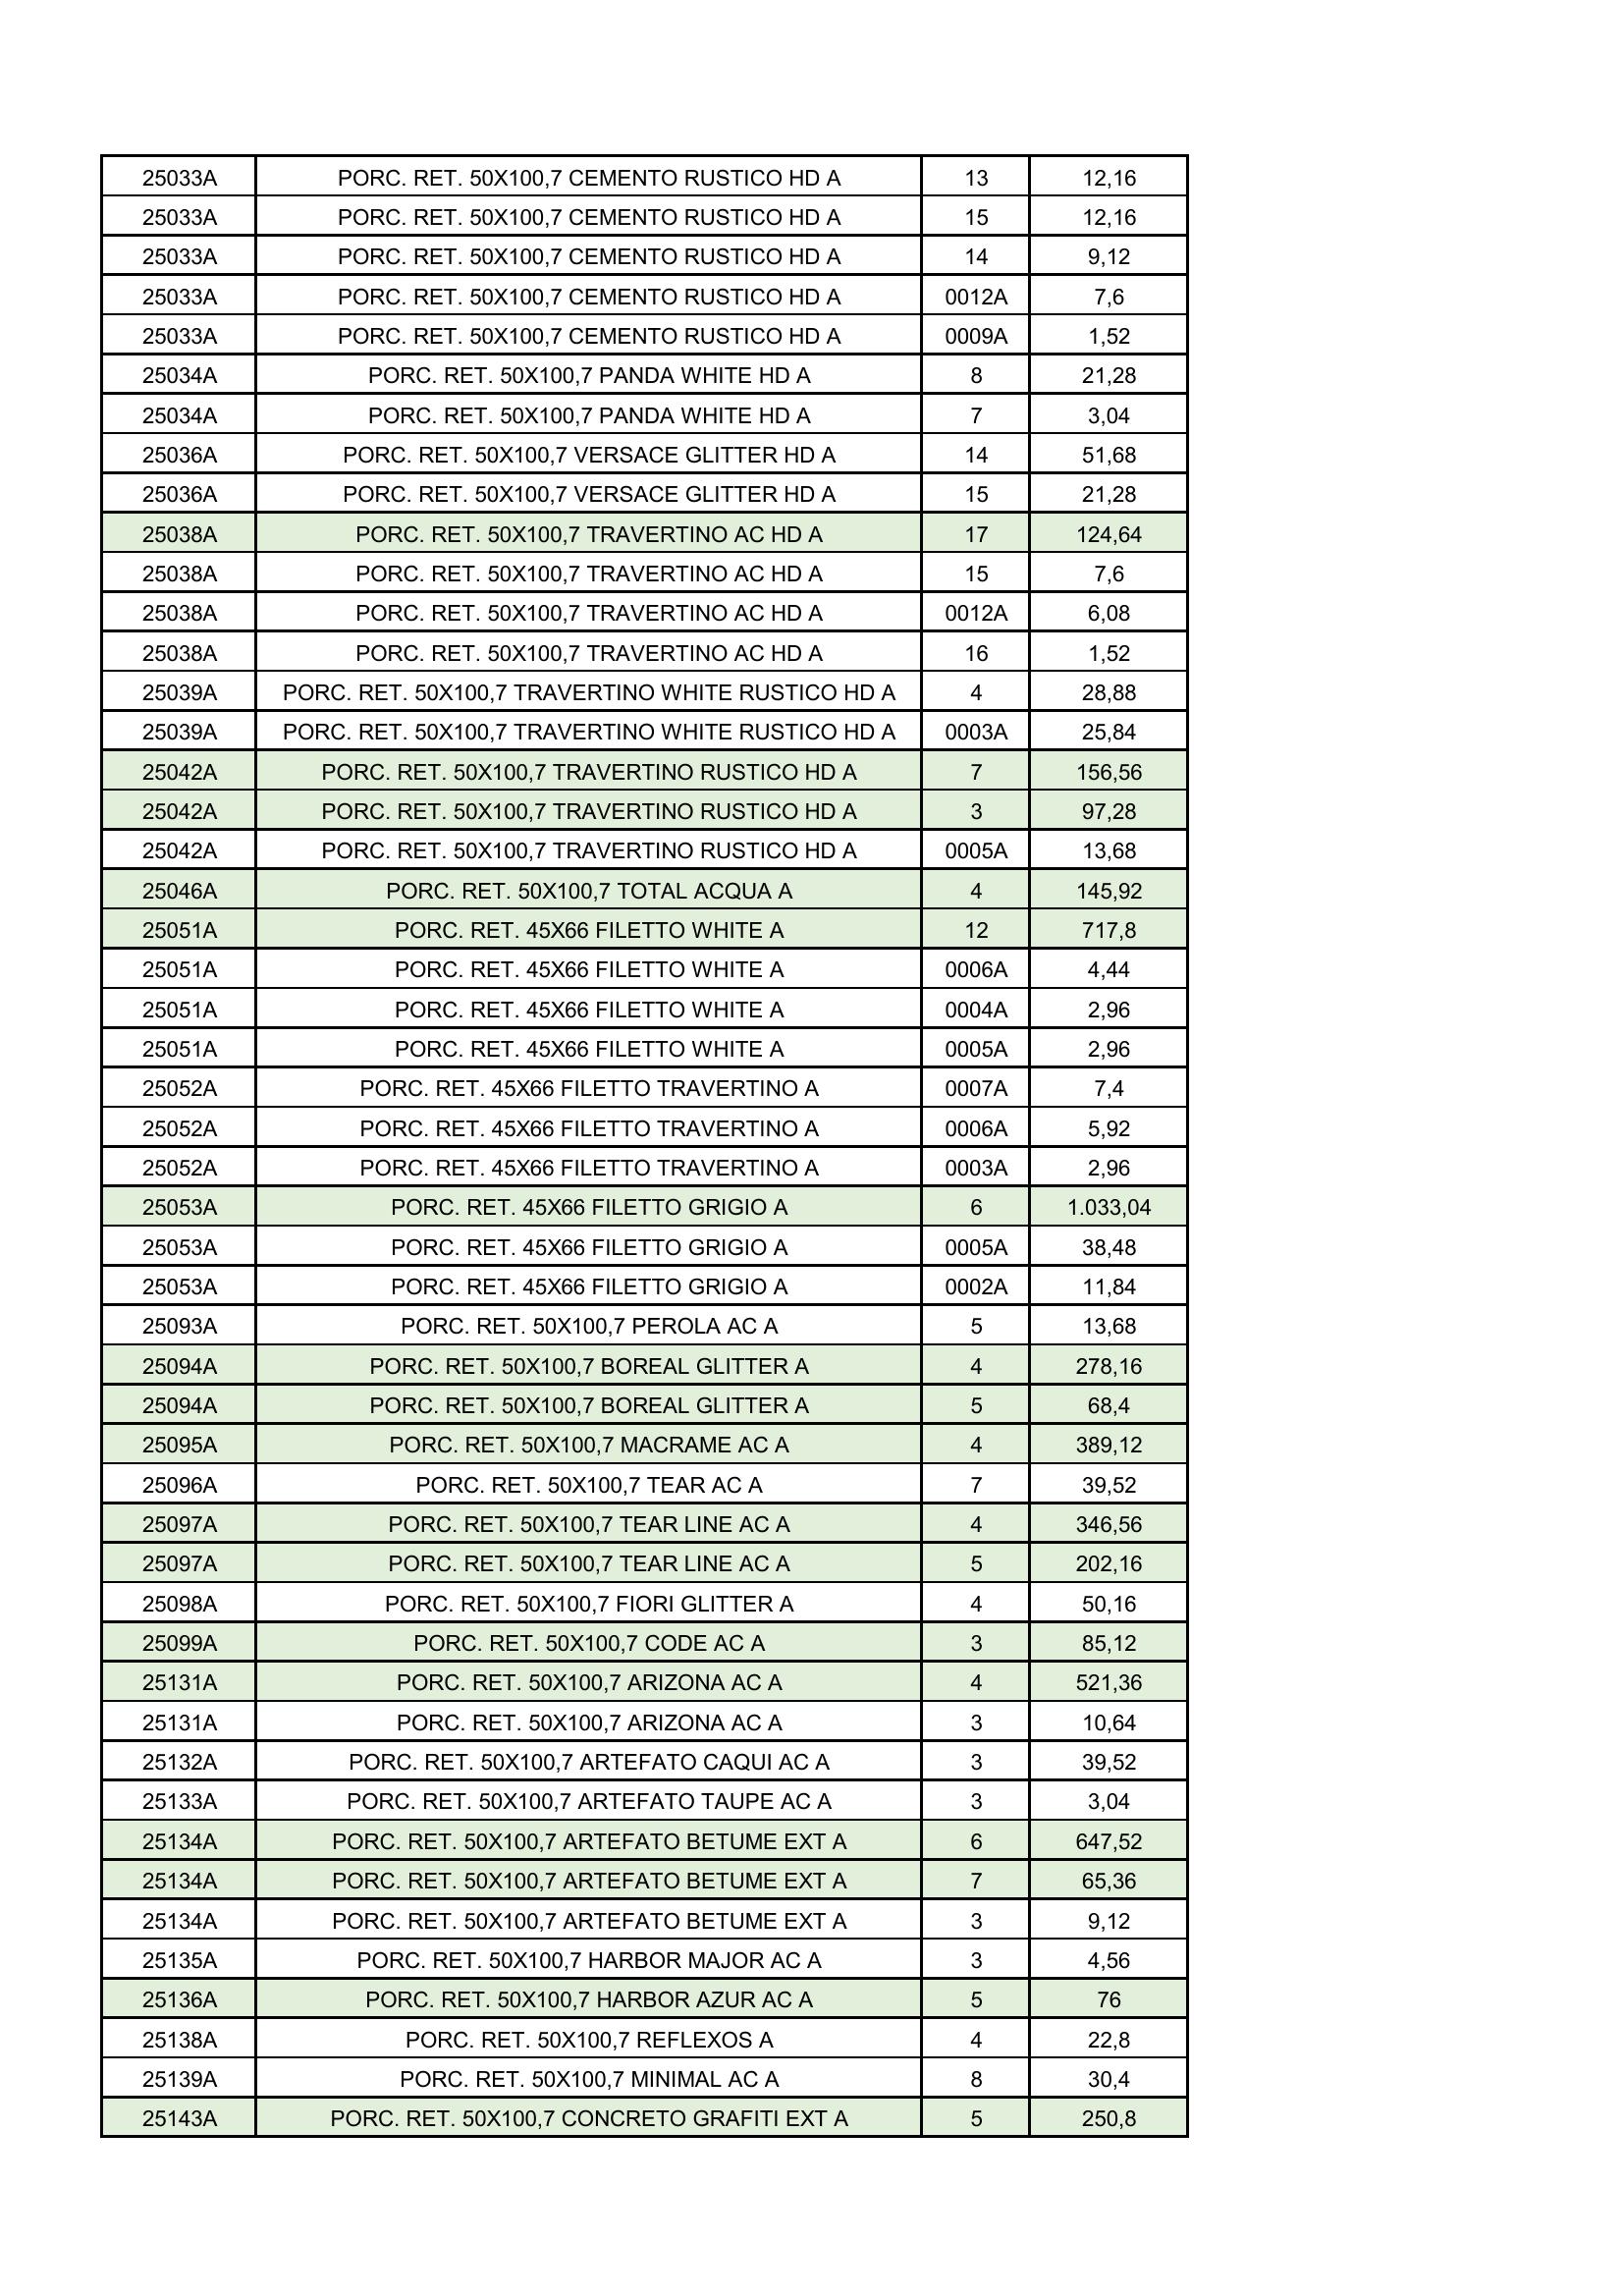 25033A PORC. RET. 50X100,7 CEMENTO RUSTICO HD A 13 12,16
25033A PORC. RET. 50X100,7 CEMENTO RUSTICO HD A 15 12,16
25033A PORC. RET. 50X100,7 CEMENTO RUSTICO HD A 14 9,12
25033A PORC. RET. 50X100,7 CEMENTO RUSTICO HD A 0012A 7,6
25033A PORC. RET. 50X100,7 CEMENTO RUSTICO HD A 0009A 1,52
25034A PORC. RET. 50X100,7 PANDA WHITE HD A 8 21,28
25034A PORC. RET. 50X100,7 PANDA WHITE HD A 7 3,04
25036A PORC. RET. 50X100,7 VERSACE GLITTER HD A 14 51,68
25036A PORC. RET. 50X100,7 VERSACE GLITTER HD A 15 21,28
25038A PORC. RET. 50X100,7 TRAVERTINO AC HD A 17 124,64
25038A PORC. RET. 50X100,7 TRAVERTINO AC HD A 15 7,6
25038A PORC. RET. 50X100,7 TRAVERTINO AC HD A 0012A 6,08
25038A PORC. RET. 50X100,7 TRAVERTINO AC HD A 16 1,52
25039A PORC. RET. 50X100,7 TRAVERTINO WHITE RUSTICO HD A 4 28,88
25039A PORC. RET. 50X100,7 TRAVERTINO WHITE RUSTICO HD A 0003A 25,84
25042A PORC. RET. 50X100,7 TRAVERTINO RUSTICO HD A 7 156,56
25042A PORC. RET. 50X100,7 TRAVERTINO RUSTICO HD A 3 97,28
25042A PORC. RET. 50X100,7 TRAVERTINO RUSTICO HD A 0005A 13,68
25046A PORC. RET. 50X100,7 TOTAL ACQUA A 4 145,92
25051A PORC. RET. 45X66 FILETTO WHITE A 12 717,8
25051A PORC. RET. 45X66 FILETTO WHITE A 0006A 4,44
25051A PORC. RET. 45X66 FILETTO WHITE A 0004A 2,96
25051A PORC. RET. 45X66 FILETTO WHITE A 0005A 2,96
25052A PORC. RET. 45X66 FILETTO TRAVERTINO A 0007A 7,4
25052A PORC. RET. 45X66 FILETTO TRAVERTINO A 0006A 5,92
25052A PORC. RET. 45X66 FILETTO TRAVERTINO A 0003A 2,96
25053A PORC. RET. 45X66 FILETTO GRIGIO A 6 1.033,04
25053A PORC. RET. 45X66 FILETTO GRIGIO A 0005A 38,48
25053A PORC. RET. 45X66 FILETTO GRIGIO A 0002A 11,84
25093A PORC. RET. 50X100,7 PEROLA AC A 5 13,68
25094A PORC. RET. 50X100,7 BOREAL GLITTER A 4 278,16
25094A PORC. RET. 50X100,7 BOREAL GLITTER A 5 68,4
25095A PORC. RET. 50X100,7 MACRAME AC A 4 389,12
25096A PORC. RET. 50X100,7 TEAR AC A 7 39,52
25097A PORC. RET. 50X100,7 TEAR LINE AC A 4 346,56
25097A PORC. RET. 50X100,7 TEAR LINE AC A 5 202,16
25098A PORC. RET. 50X100,7 FIORI GLITTER A 4 50,16
25099A PORC. RET. 50X100,7 CODE AC A 3 85,12
25131A PORC. RET. 50X100,7 ARIZONA AC A 4 521,36
25131A PORC. RET. 50X100,7 ARIZONA AC A 3 10,64
25132A PORC. RET. 50X100,7 ARTEFATO CAQUI AC A 3 39,52
25133A PORC. RET. 50X100,7 ARTEFATO TAUPE AC A 3 3,04
25134A PORC. RET. 50X100,7 ARTEFATO BETUME EXT A 6 647,52
25134A PORC. RET. 50X100,7 ARTEFATO BETUME EXT A 7 65,36
25134A PORC. RET. 50X100,7 ARTEFATO BETUME EXT A 3 9,12
25135A PORC. RET. 50X100,7 HARBOR MAJOR AC A 3 4,56
25136A PORC. RET. 50X100,7 HARBOR AZUR AC A 5 76
25138A PORC. RET. 50X100,7 REFLEXOS A 4 22,8
25139A PORC. RET. 50X100,7 MINIMAL AC A 8 30,4
25143A PORC. RET. 50X100,7 CONCRETO GRAFITI EXT A 5 250,8